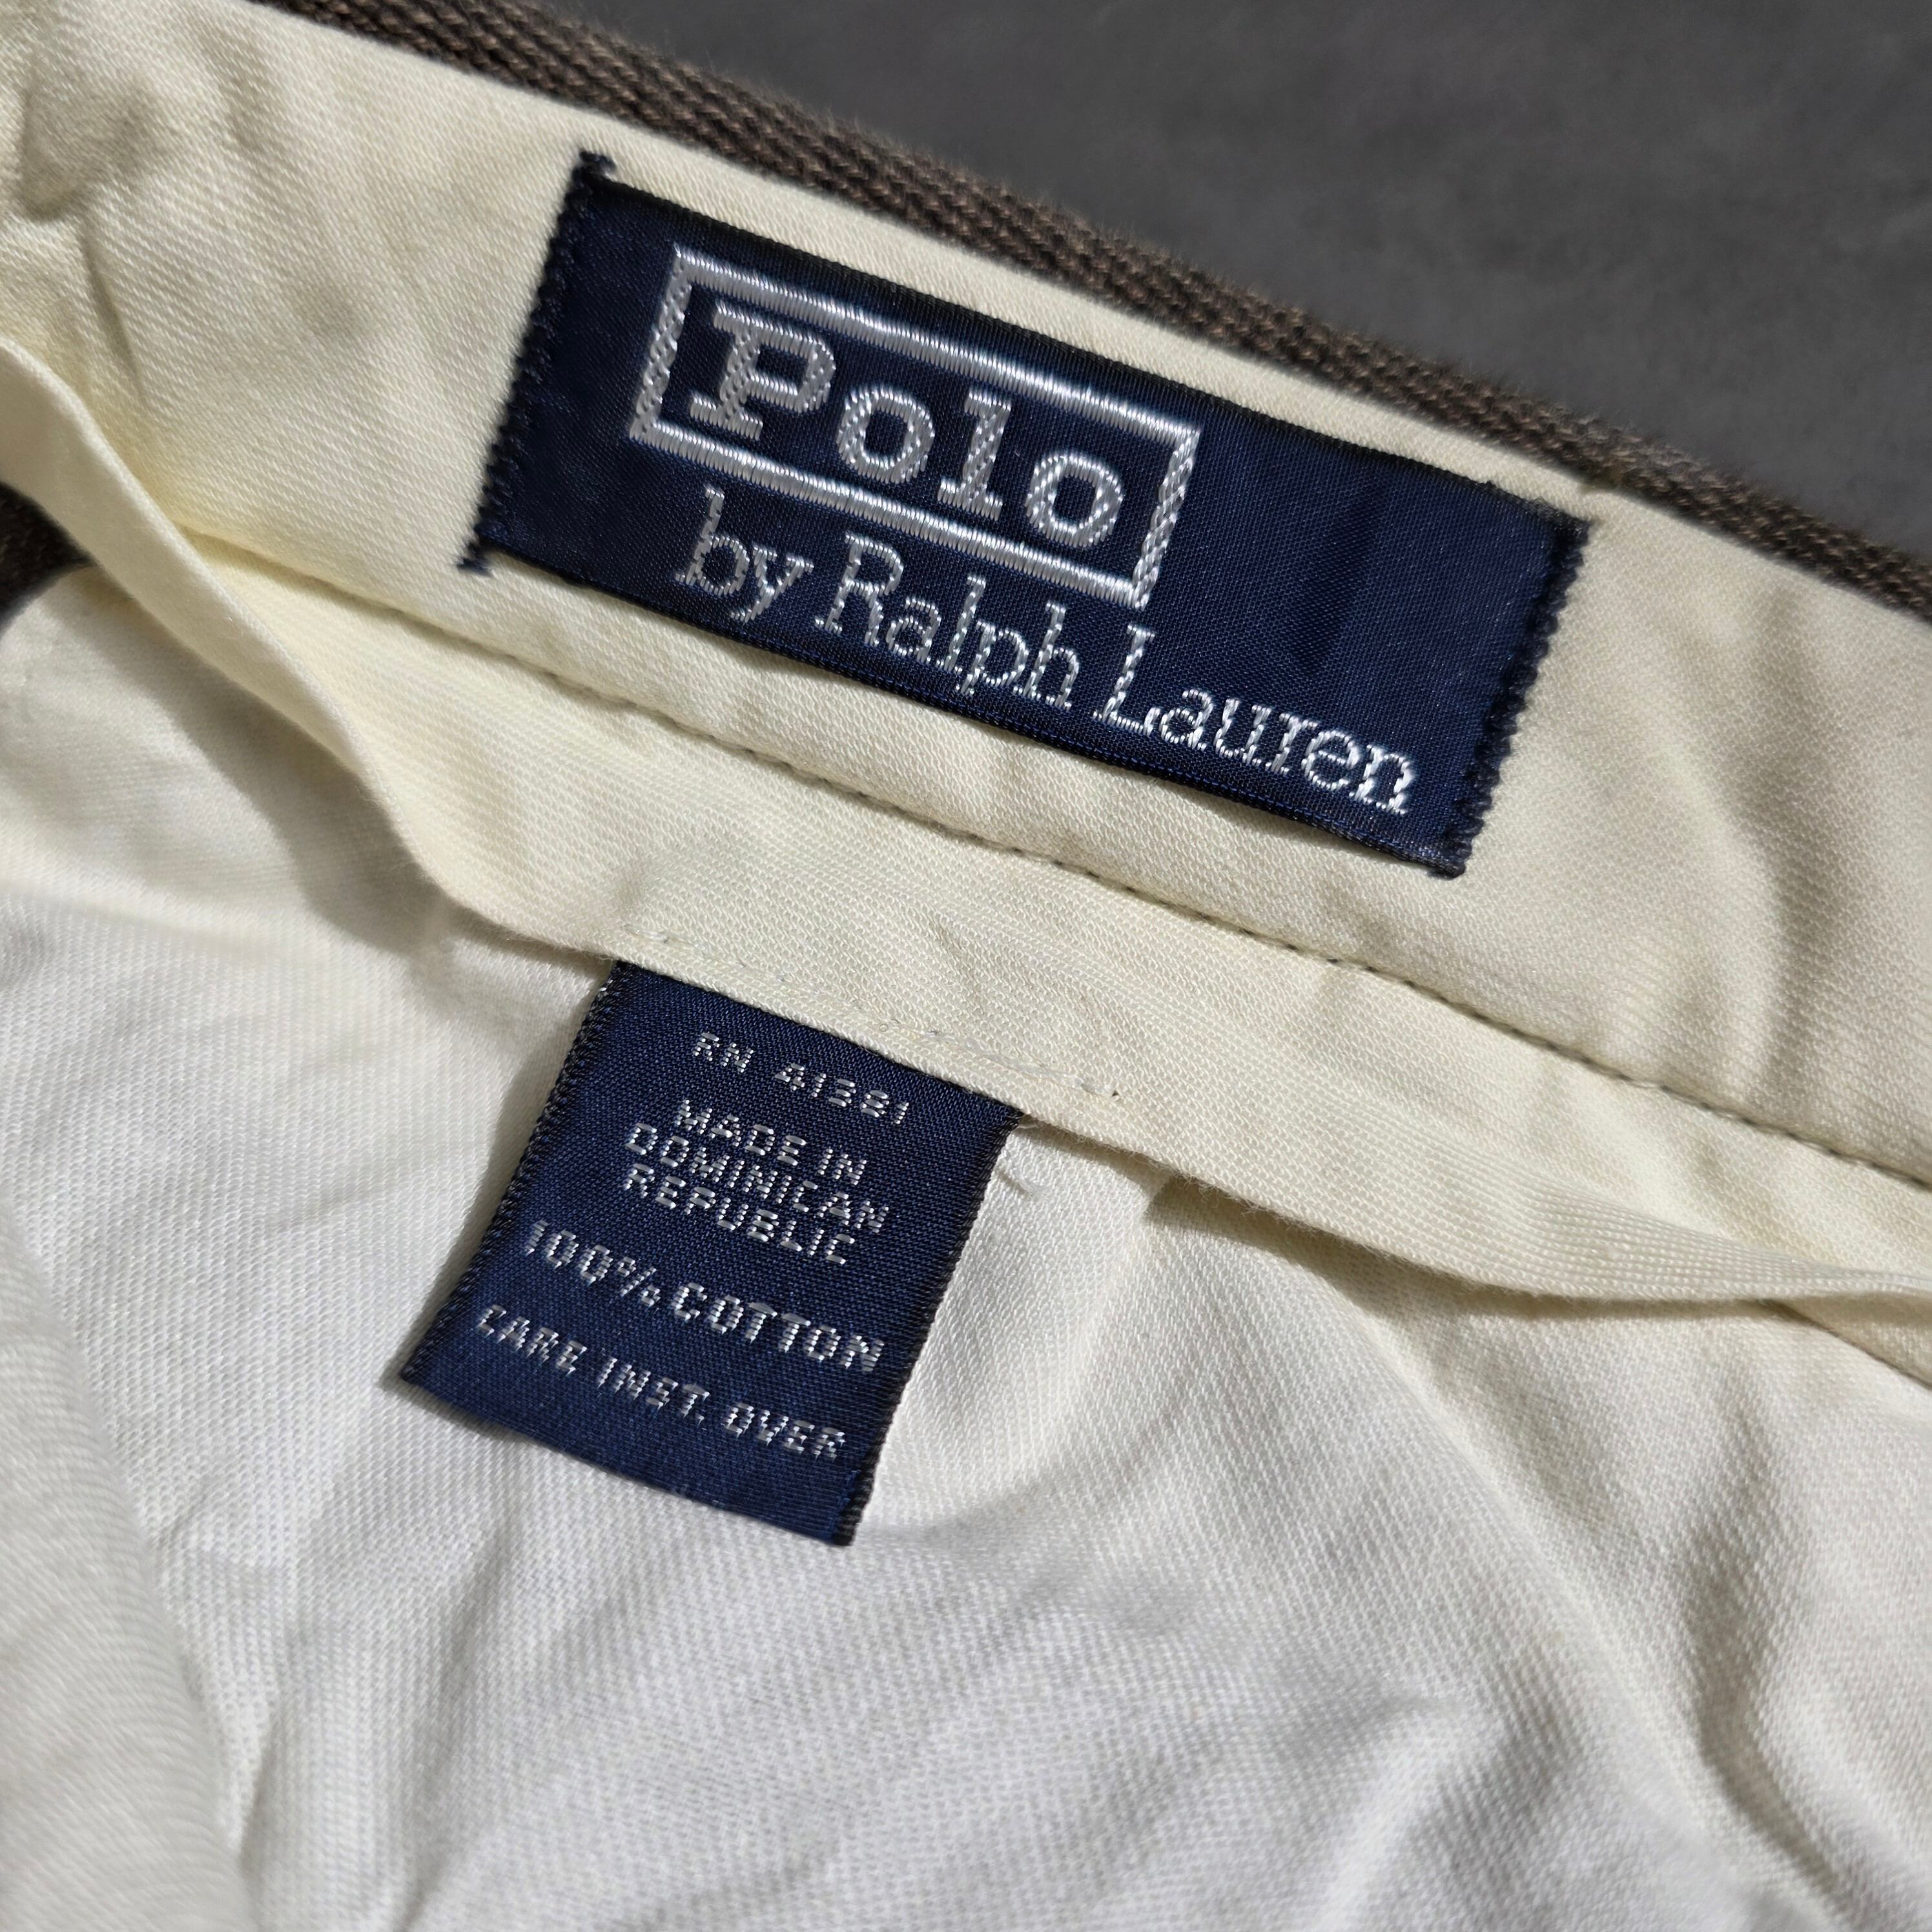 Polo
by Ralph Lauren
RN 41381
MADE IN
DOMINICAN
REPUBLIC
100% COTTON
CARE INST. OVER